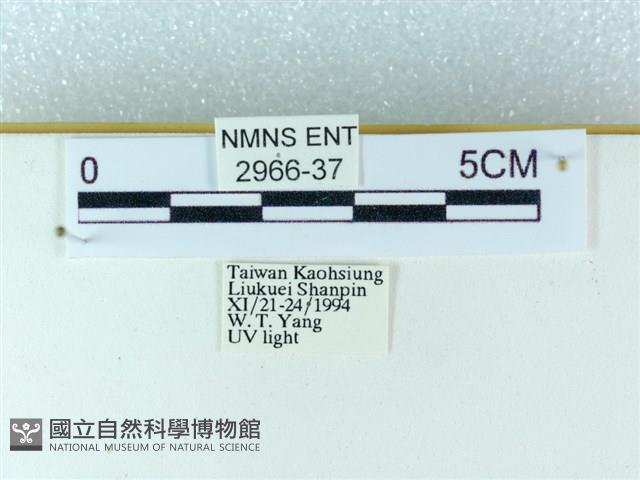 NMNS ENT
2966-37
0 5CM
Taiwan Kaohsiung
Liukuei Shanpin
XI/21-24/1994
W. T. Yang
UV light
國立自然科學博物館
NATIONAL MUSEUM OF NATURAL SCIENCE